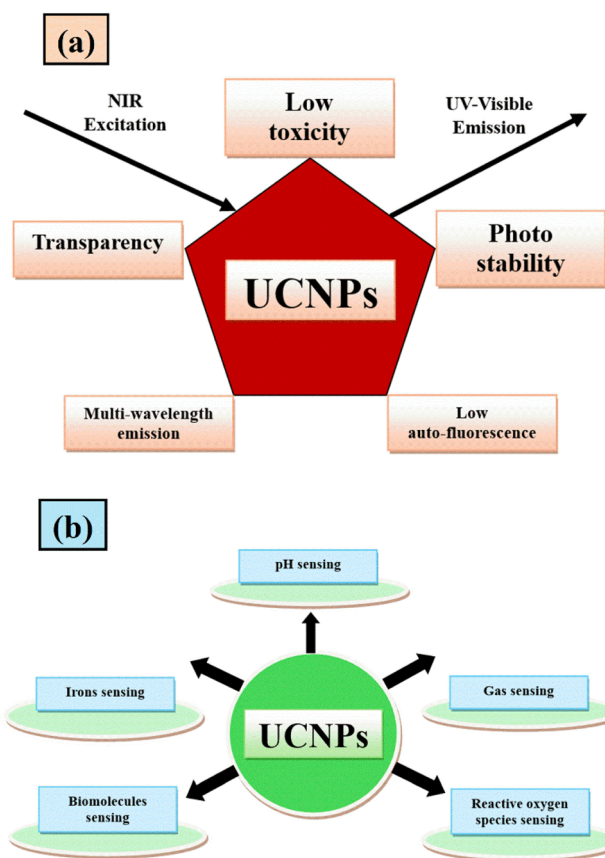 (a)
NIR
Excitation
Low
toxicity
UV-Visible
Emission
Transparency
Photo
stability
UCNPs
Multi-wavelength
emission
Low
auto-fluorescence
(b)
pH sensing
Irons sensing
Gas sensing
UCNPs
Biomolecules
sensing
Reactive oxygen
species sensing